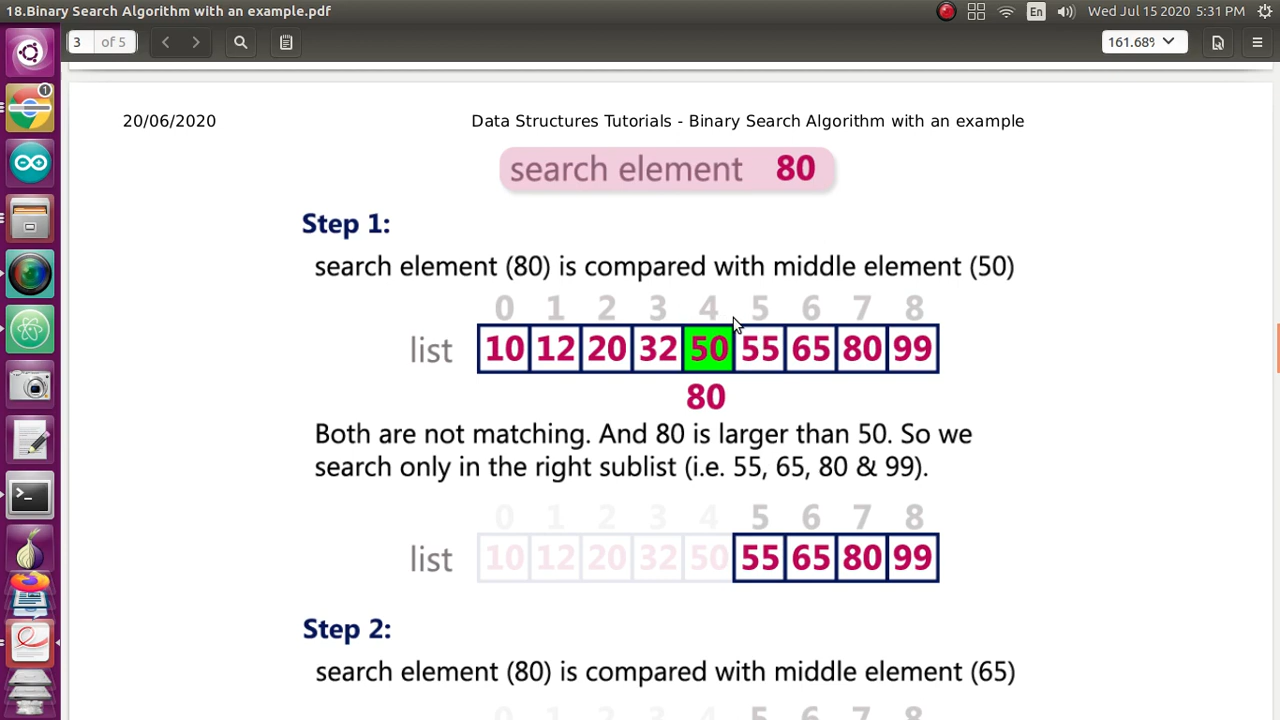 18.Binary Search Algorithm with an example.pdf
En
Wed Jul 15 2020 5:31 PM
3 of 5
161.68%
1
20/06/2020
Data Structures Tutorials - Binary Search Algorithm with an example
search element 80
Step 1:
search element (80) is compared with middle element (50)
0 1 2 3 4 5 6 7 8
list 10 12 20 32 50 55 65 80 99
80
Both are not matching. And 80 is larger than 50. So we
search only in the right sublist (i.e. 55, 65, 80 & 99).
0 1 2 3 4 5 6 7 8
list 10 12 20 32 50 55 65 80 99
Step 2:
search element (80) is compared with middle element (65)